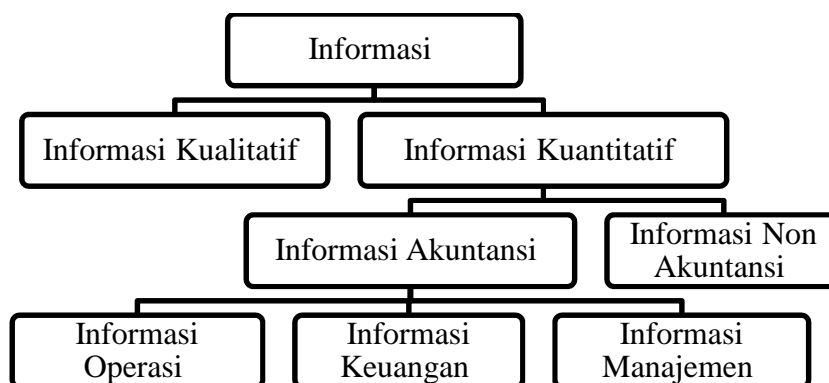 Informasi
Informasi Kualitatif
Informasi Kuantitatif
Informasi Akuntansi
Informasi Non
Akuntansi
Informasi
Operasi
Informasi
Keuangan
Informasi
Manajemen